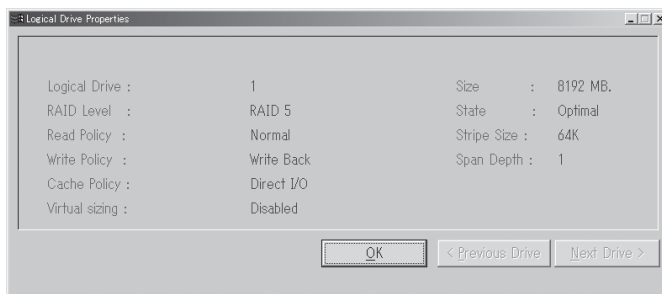 Logical Drive Properties
Logical Drive : 1 Size : 8192 MB.
RAID Level : RAID 5 State : Optimal
Read Policy : Normal Stripe Size : 64K
Write Policy : Write Back Span Depth : 1
Cache Policy : Direct I/O
Virtual sizing : Disabled
OK < Previous Drive Next Drive >